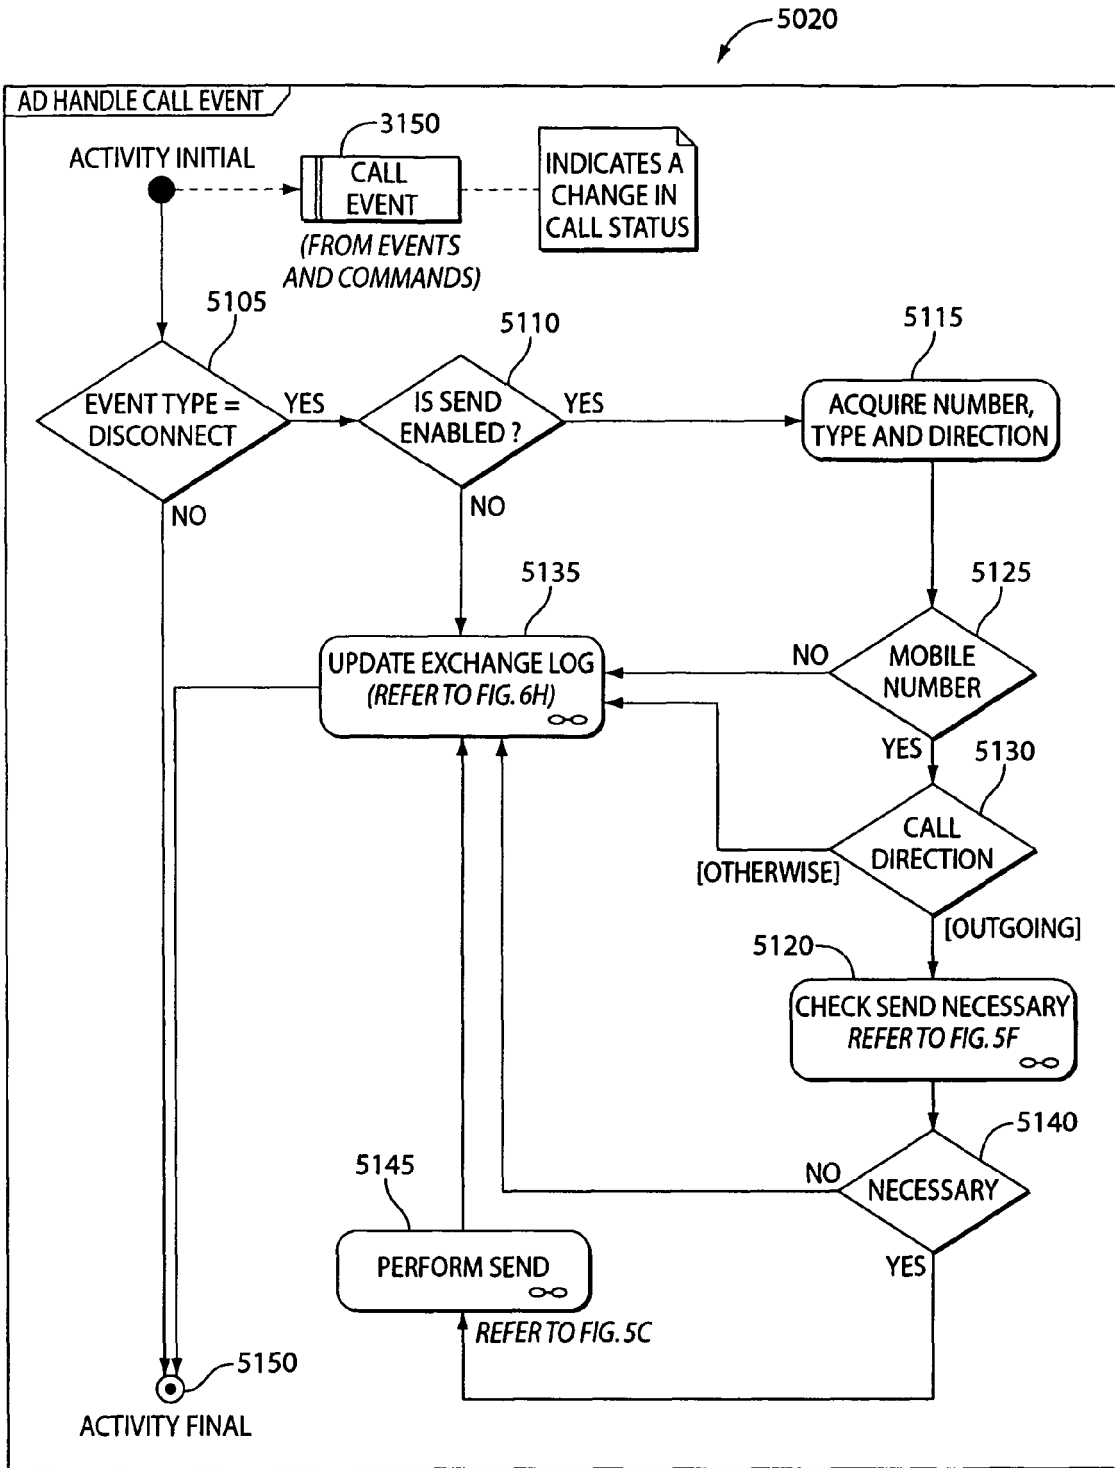 5020
AD HANDLE CALL EVENT
ACTIVITY INITIAL
3150
CALL
EVENT
(FROM EVENTS
AND COMMANDS)
INDICATES A
CHANGE IN
CALL STATUS
5105
EVENT TYPE =
DISCONNECT
YES
NO
5110
IS SEND
ENABLED ?
YES
NO
5115
ACQUIRE NUMBER,
TYPE AND DIRECTION
5125
MOBILE
NUMBER
NO
YES
5135
UPDATE EXCHANGE LOG
(REFER TO FIG. 6H)
5130
CALL
DIRECTION
[OTHERWISE]
[OUTGOING]
5120
CHECK SEND NECESSARY
REFER TO FIG. 5F
5140
NECESSARY
NO
YES
5145
PERFORM SEND
REFER TO FIG. 5C
5150
ACTIVITY FINAL